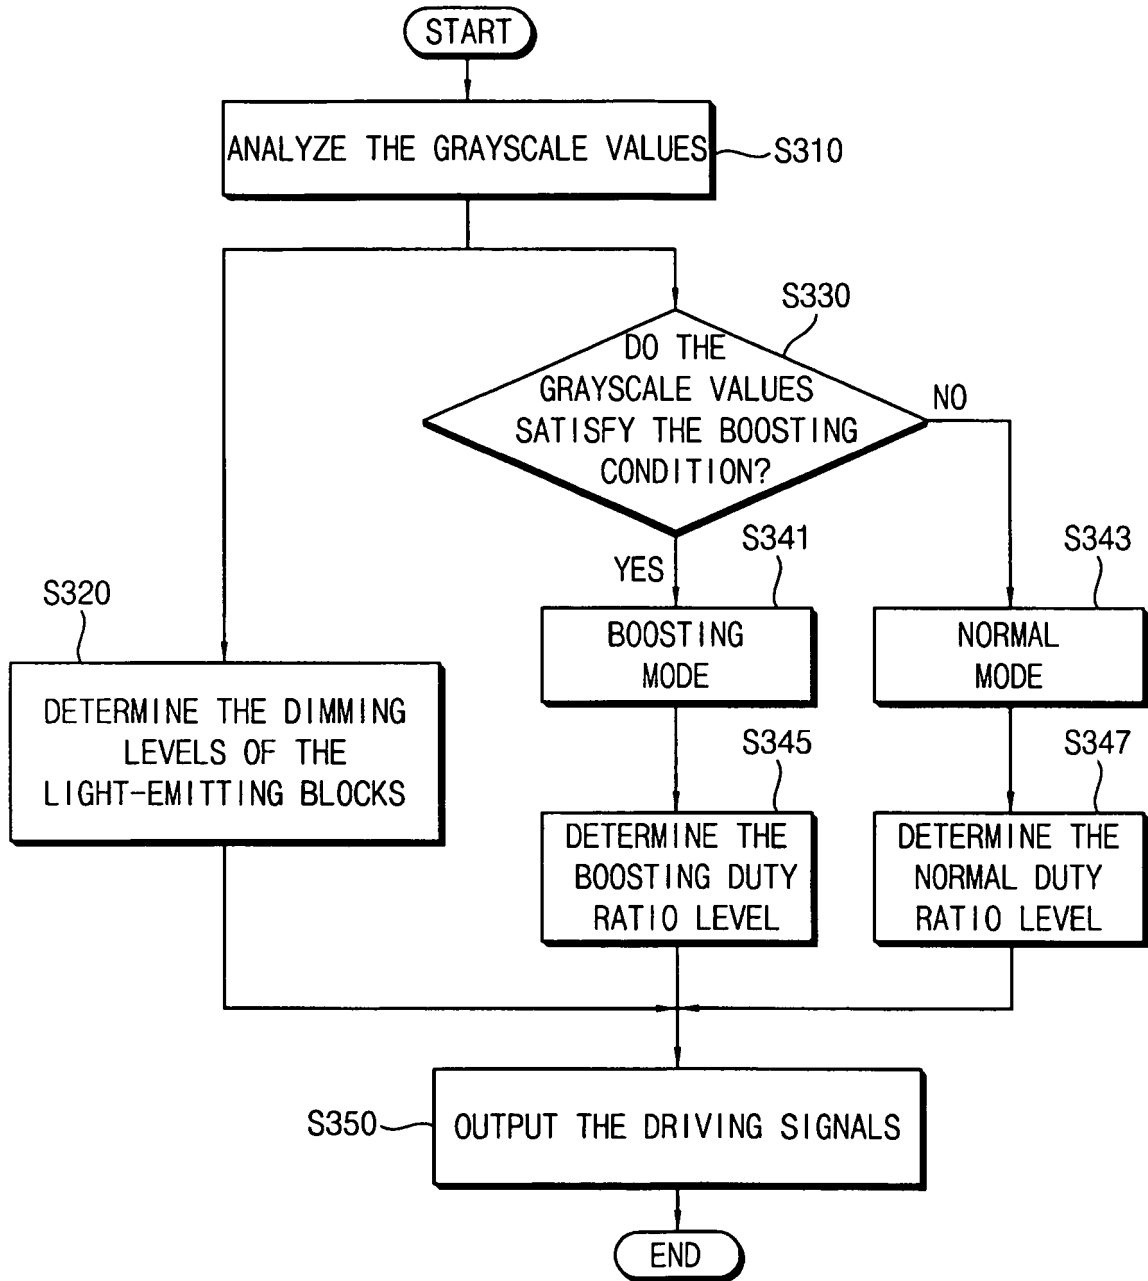 START
ANALYZE THE GRAYSCALE VALUES
S310
S330
DO THE
GRAYSCALE VALUES
SATISFY THE BOOSTING
CONDITION?
NO
YES
S341
S343
S320
BOOSTING
MODE
NORMAL
MODE
DETERMINE THE DIMMING
LEVELS OF THE
LIGHT-EMITTING BLOCKS
S345
S347
DETERMINE THE
BOOSTING DUTY
RATIO LEVEL
DETERMINE THE
NORMAL DUTY
RATIO LEVEL
S350
OUTPUT THE DRIVING SIGNALS
END